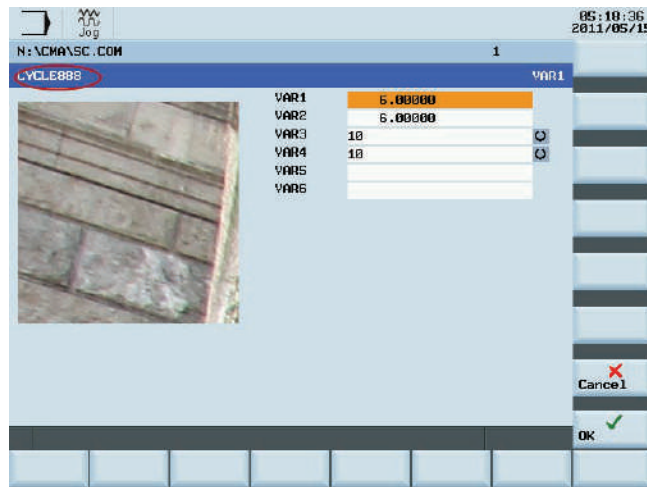 Jog
05:18:36
2011/05/15
N:\CMA\SC.COM 1
CYCLE888 VAR1
VAR1 6.00000
VAR2 6.00000
VAR3 10
VAR4 10
VAR5
VAR6
Cancel
OK